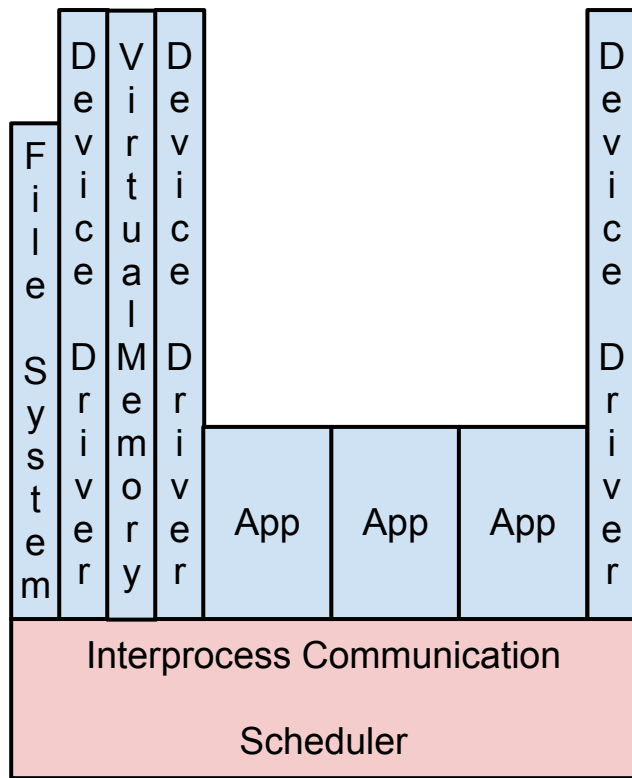 File System
Device Driver
Virtual Memory
Device Driver
App
App
App
Device Driver
Interprocess Communication
Scheduler